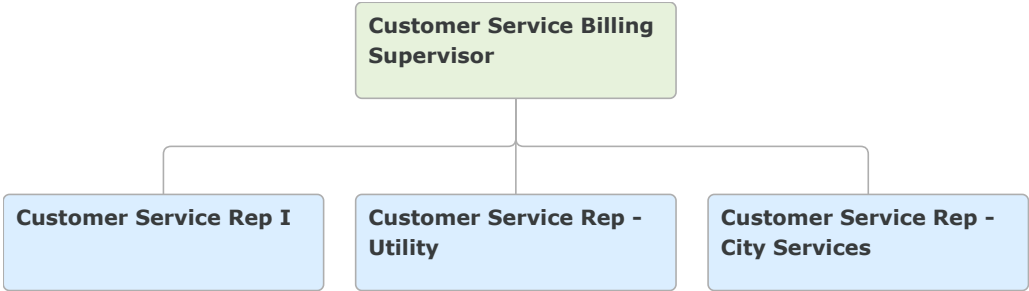 Customer Service Billing
Supervisor
Customer Service Rep I
Customer Service Rep -
Utility
Customer Service Rep -
City Services